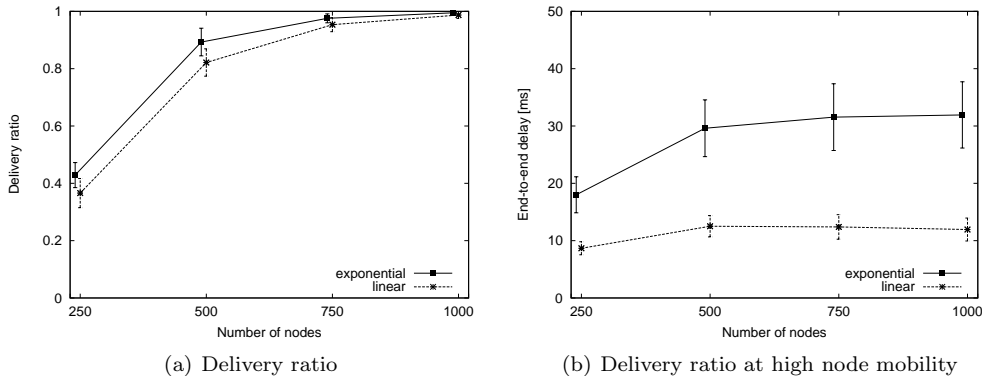 1
0.8
0.6
0.4
0.2
0
Delivery ratio
250 500 750 1000
Number of nodes
exponential
linear
(a) Delivery ratio
50
40
30
20
10
0
End-to-end delay [ms]
250 500 750 1000
Number of nodes
exponential
linear
(b) Delivery ratio at high node mobility